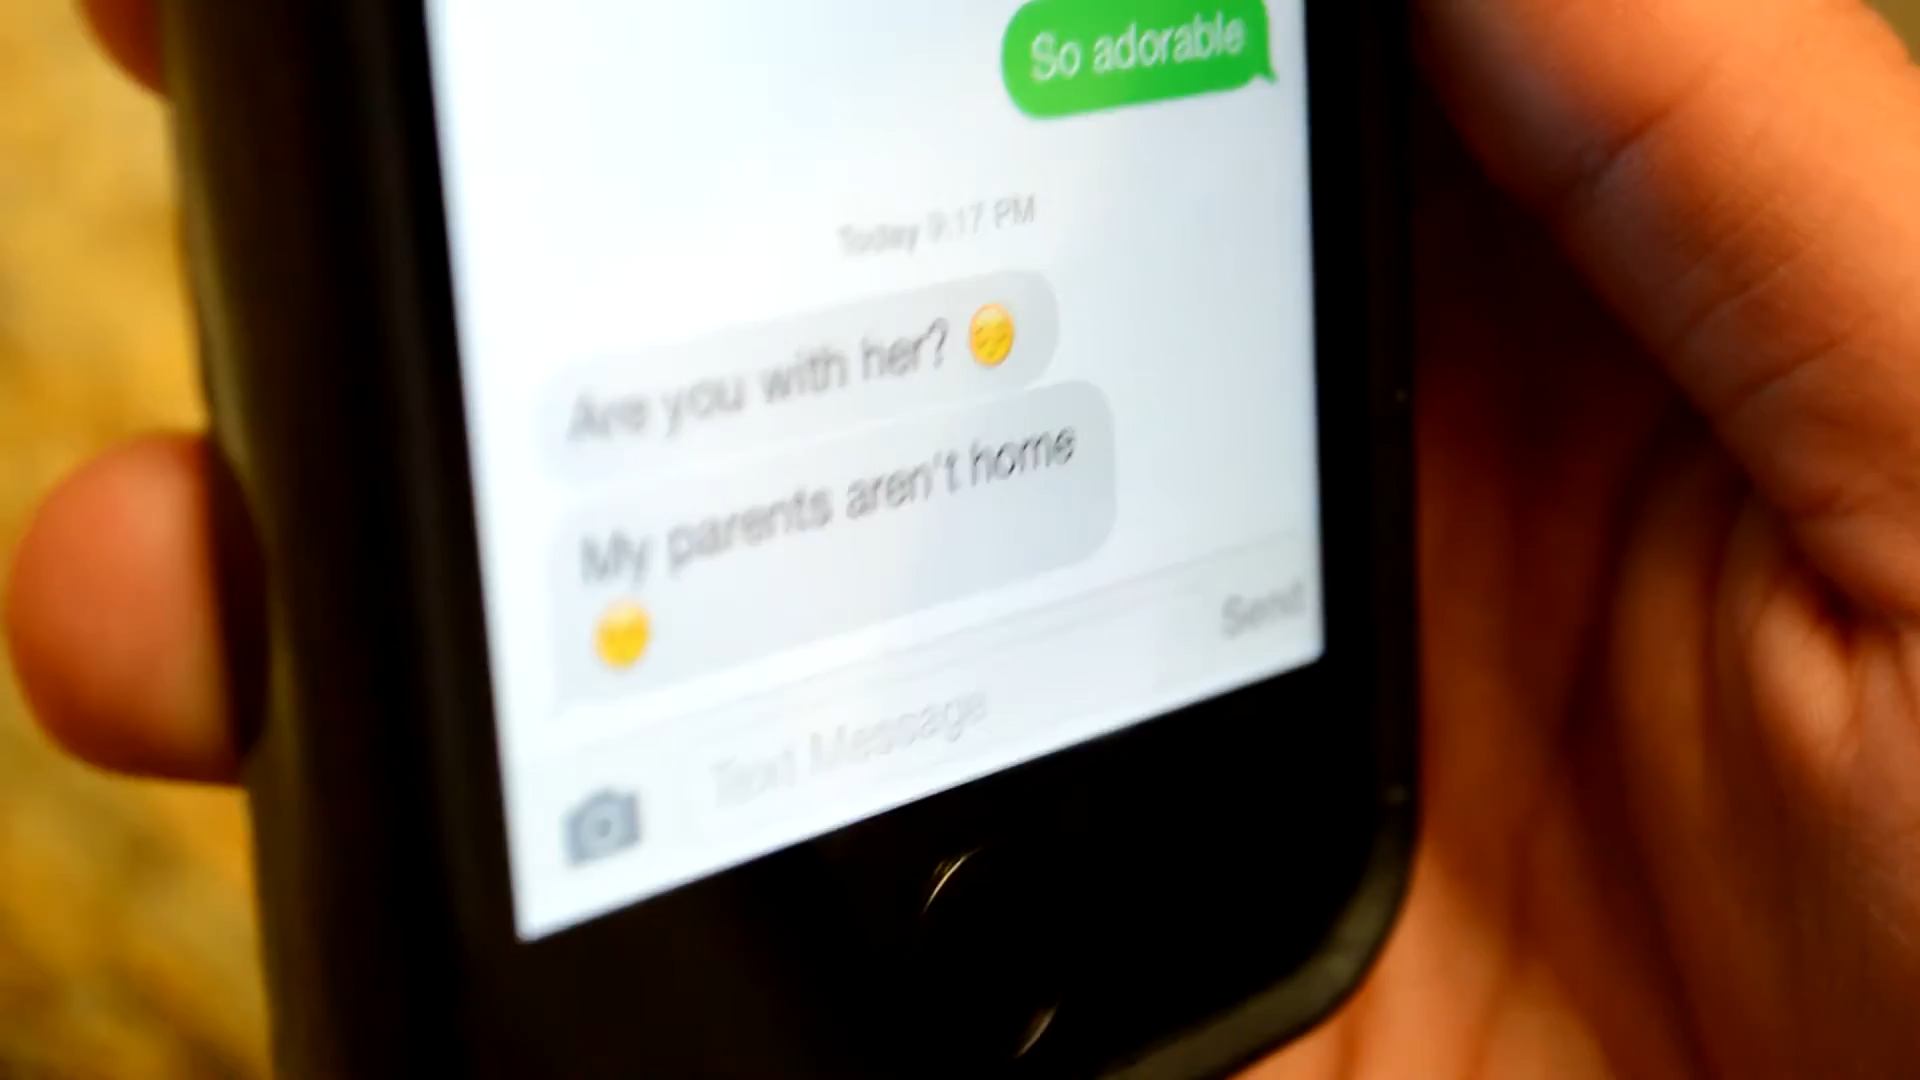 So adorable
Today 9:17 PM
Are you with her? 😔
My parents aren't home
Send
Text Message